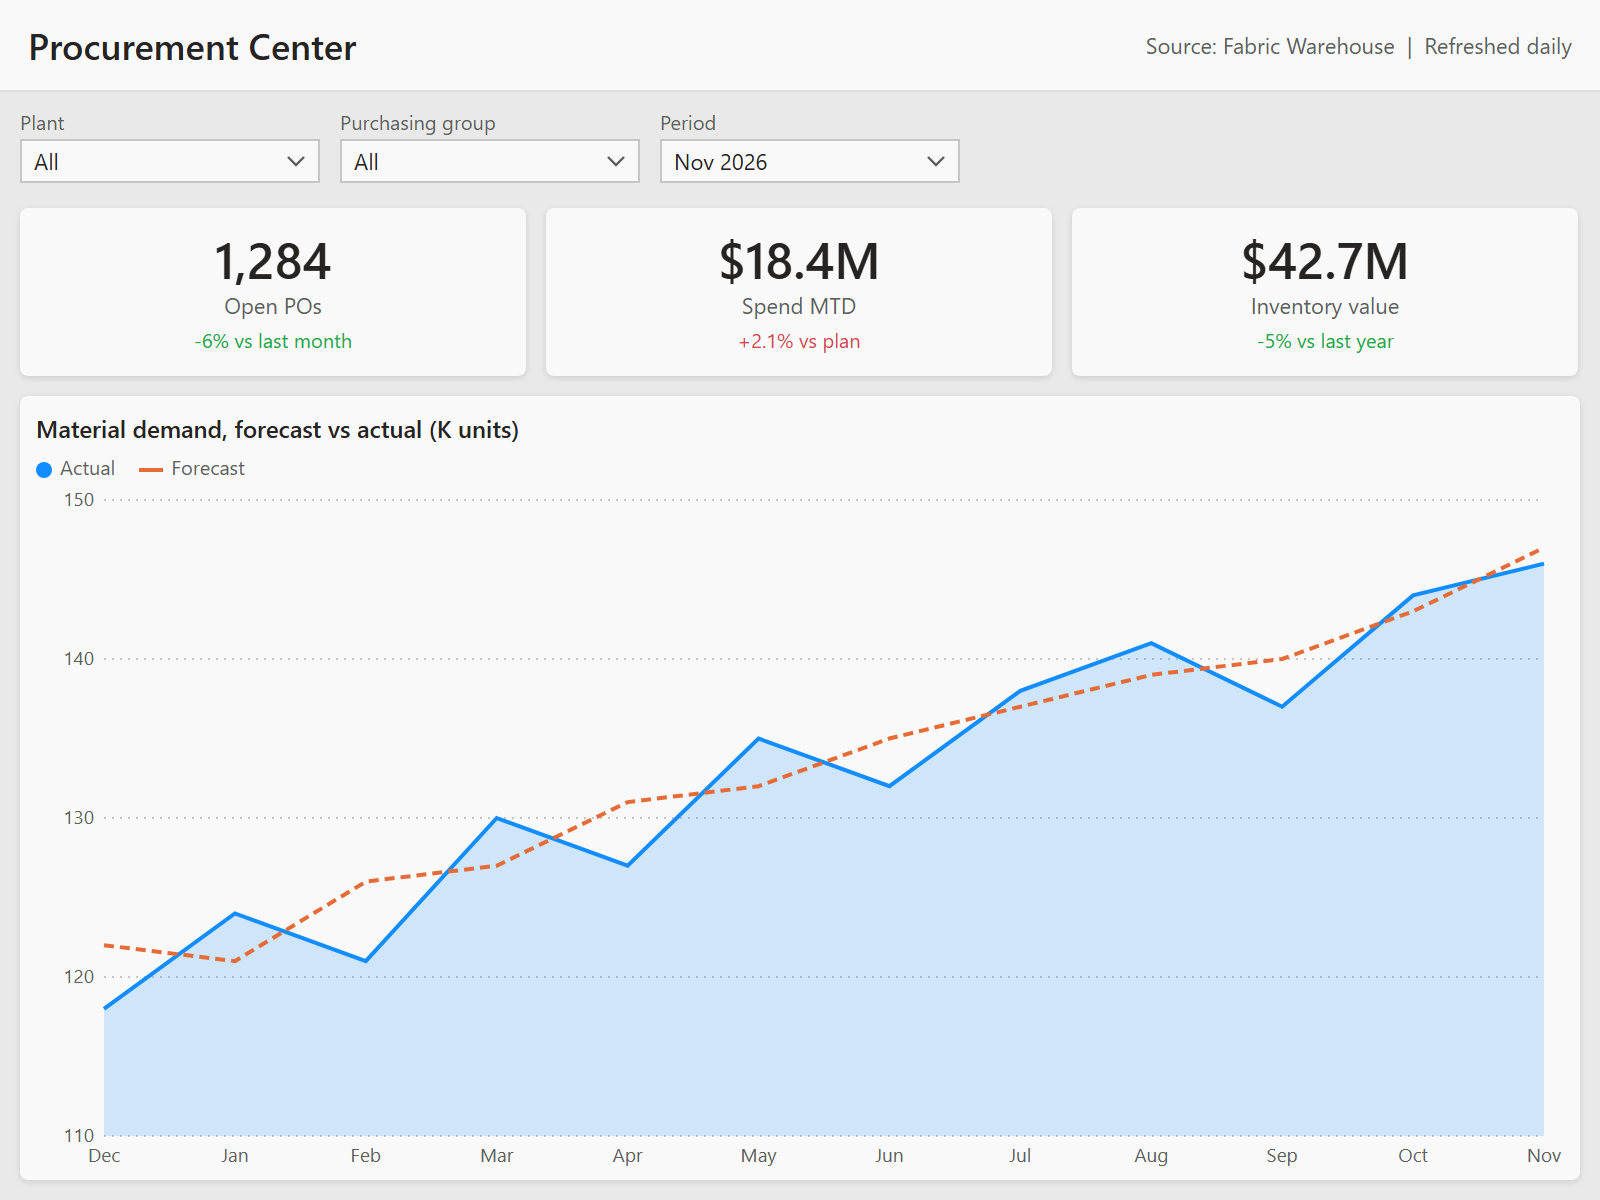 Procurement Center
Source: Fabric Warehouse | Refreshed daily
Plant
Purchasing group
Period
All
All
Nov 2026
1,284
Open POs
-6% vs last month
$18.4M
Spend MTD
+2.1% vs plan
$42.7M
Inventory value
-5% vs last year
Material demand, forecast vs actual (K units)
Actual
Forecast
150
140
130
120
110
Dec Jan Feb Mar Apr May Jun Jul Aug Sep Oct Nov